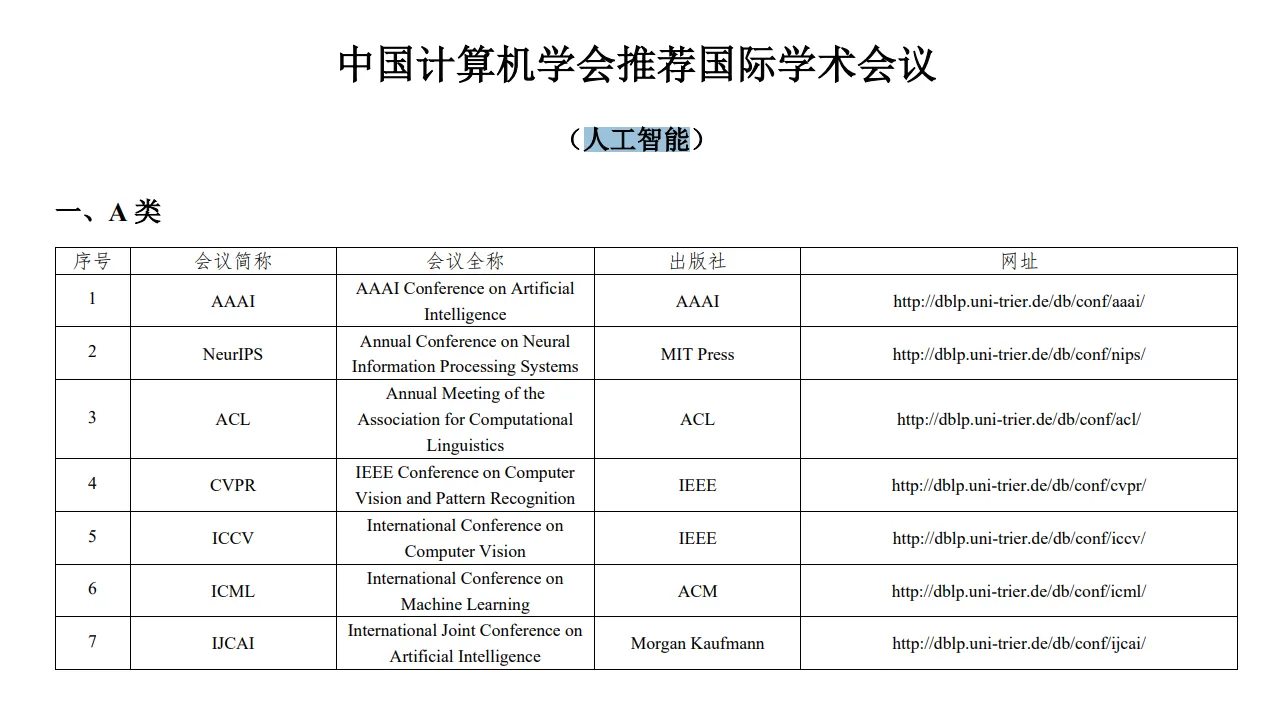 中国计算机学会推荐国际学术会议
（人工智能）
一、A 类
序号 会议简称 会议全称 出版社 网址
1 AAAI AAAI Conference on Artificial Intelligence AAAI http://dblp.uni-trier.de/db/conf/aaai/
2 NeurIPS Annual Conference on Neural Information Processing Systems MIT Press http://dblp.uni-trier.de/db/conf/nips/
3 ACL Annual Meeting of the Association for Computational Linguistics ACL http://dblp.uni-trier.de/db/conf/acl/
4 CVPR IEEE Conference on Computer Vision and Pattern Recognition IEEE http://dblp.uni-trier.de/db/conf/cvpr/
5 ICCV International Conference on Computer Vision IEEE http://dblp.uni-trier.de/db/conf/iccv/
6 ICML International Conference on Machine Learning ACM http://dblp.uni-trier.de/db/conf/icml/
7 IJCAI International Joint Conference on Artificial Intelligence Morgan Kaufmann http://dblp.uni-trier.de/db/conf/ijcai/